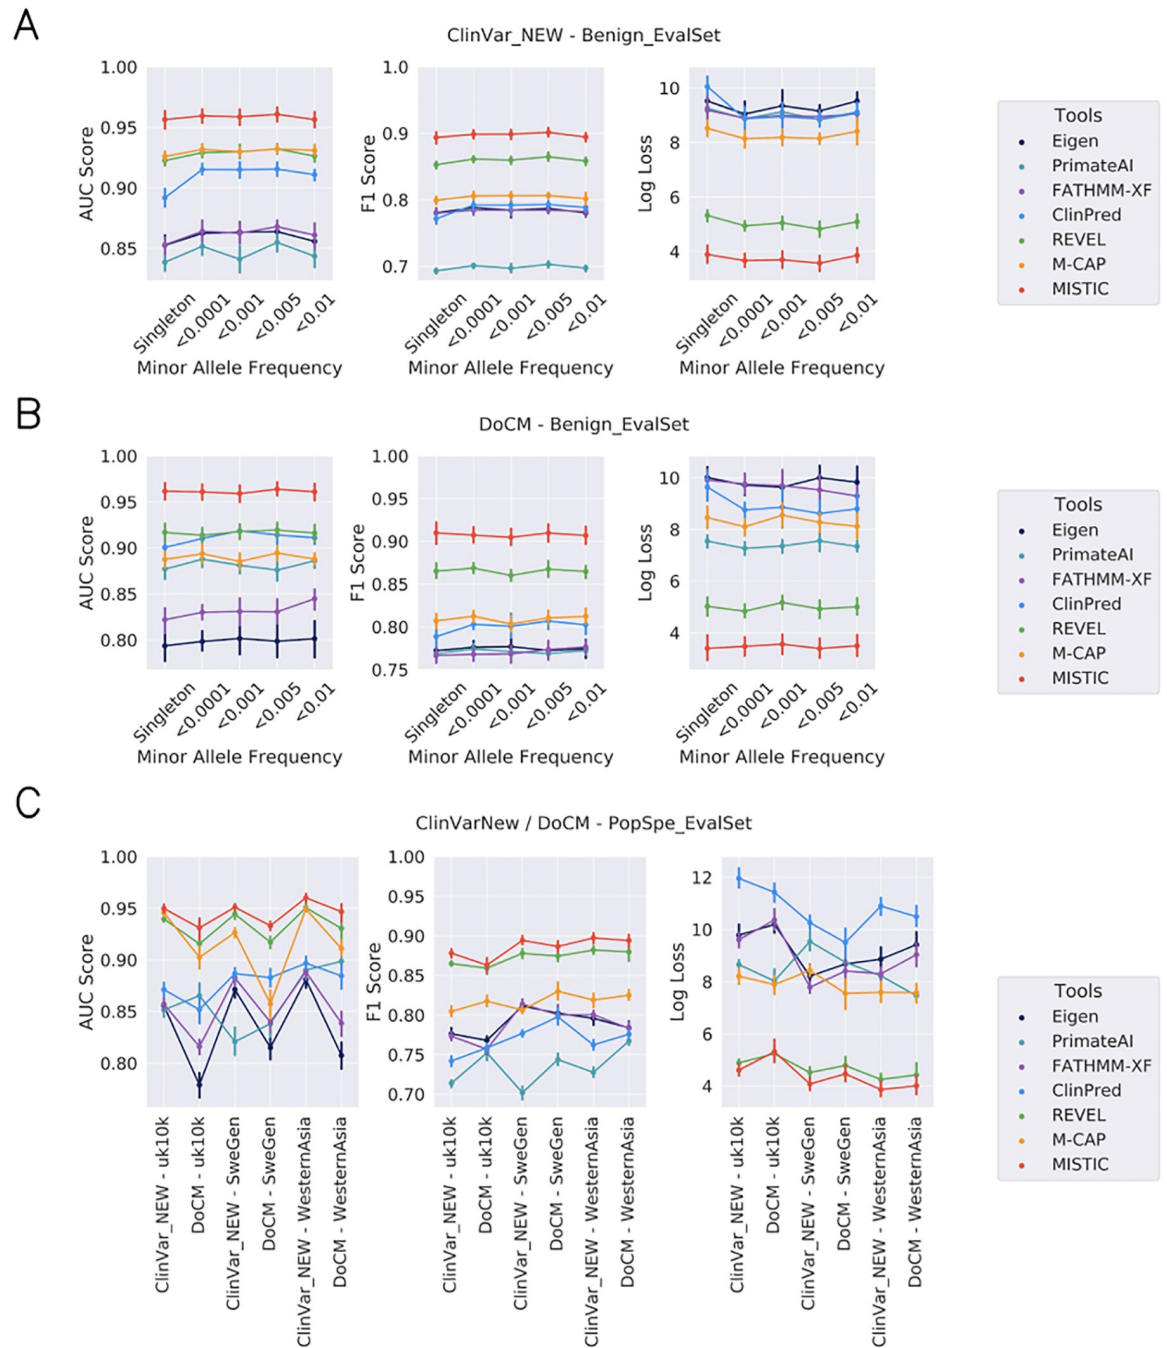 A
ClinVar_NEW - Benign_EvalSet
AUC Score
1.00
0.95
0.90
0.85
Singleton
<0.0001
<0.001
<0.005
<0.01
Minor Allele Frequency
F1 Score
1.0
0.9
0.8
0.7
Singleton
<0.0001
<0.001
<0.005
<0.01
Minor Allele Frequency
Log Loss
10
8
6
4
Singleton
<0.0001
<0.001
<0.005
<0.01
Minor Allele Frequency
Tools
Eigen
PrimateAI
FATHMM-XF
ClinPred
REVEL
M-CAP
MISTIC
B
DoCM - Benign_EvalSet
AUC Score
1.00
0.95
0.90
0.85
0.80
Singleton
<0.0001
<0.001
<0.005
<0.01
Minor Allele Frequency
F1 Score
1.00
0.95
0.90
0.85
0.80
0.75
Singleton
<0.0001
<0.001
<0.005
<0.01
Minor Allele Frequency
Log Loss
10
8
6
4
Singleton
<0.0001
<0.001
<0.005
<0.01
Minor Allele Frequency
Tools
Eigen
PrimateAI
FATHMM-XF
ClinPred
REVEL
M-CAP
MISTIC
C
ClinVarNew / DoCM - PopSpe_EvalSet
AUC Score
1.00
0.95
0.90
0.85
0.80
ClinVar_NEW - uk10k
DoCM - uk10k
ClinVar_NEW - SweGen
DoCM - SweGen
ClinVar_NEW - WesternAsia
DoCM - WesternAsia
F1 Score
1.00
0.95
0.90
0.85
0.80
0.75
0.70
ClinVar_NEW - uk10k
DoCM - uk10k
ClinVar_NEW - SweGen
DoCM - SweGen
ClinVar_NEW - WesternAsia
DoCM - WesternAsia
Log Loss
12
10
8
6
4
ClinVar_NEW - uk10k
DoCM - uk10k
ClinVar_NEW - SweGen
DoCM - SweGen
ClinVar_NEW - WesternAsia
DoCM - WesternAsia
Tools
Eigen
PrimateAI
FATHMM-XF
ClinPred
REVEL
M-CAP
MISTIC